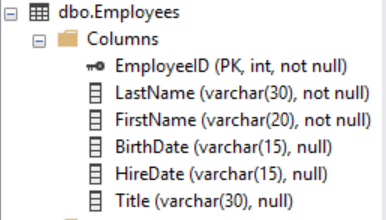 dbo.Employees
Columns
EmployeeID (PK, int, not null)
LastName (varchar(30), not null)
FirstName (varchar(20), not null)
BirthDate (varchar(15), null)
HireDate (varchar(15), null)
Title (varchar(30), null)